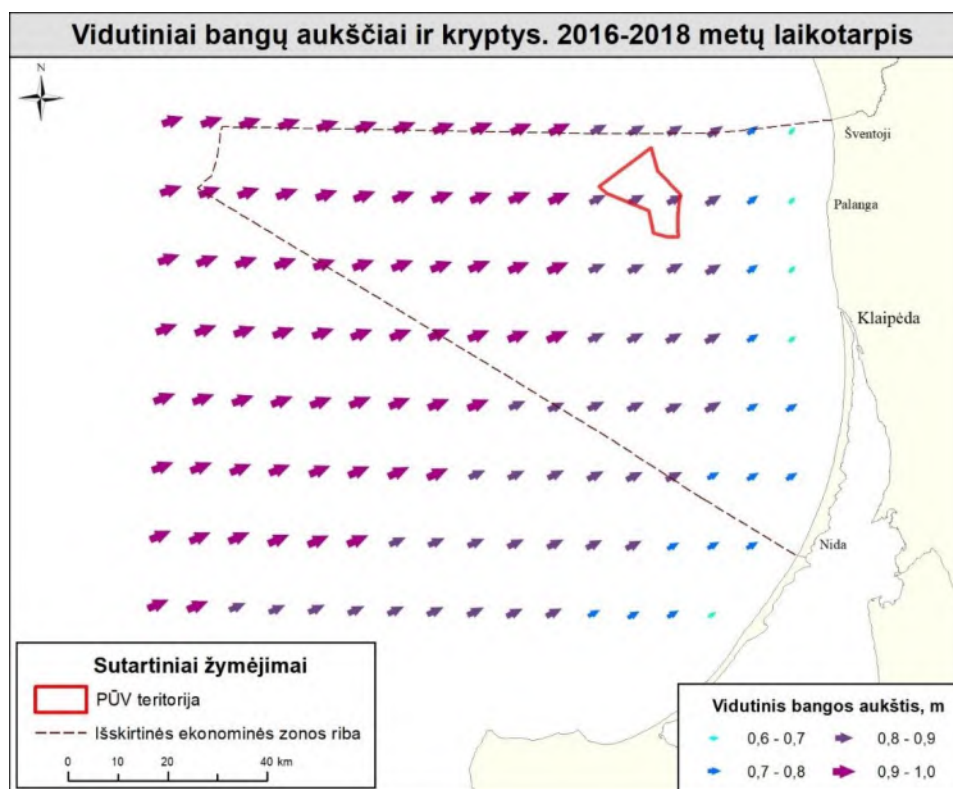 Vidutiniai bangų aukščiai ir kryptys. 2016-2018 metų laikotarpis
N
Šventoji
Palanga
Klaipėda
Nida
Sutartiniai žymėjimai
PŪV teritorija
Išskirtinės ekonominės zonos riba
0 10 20 40 km
Vidutinis bangos aukštis, m
0,6 - 0,7 0,8 - 0,9
0,7 - 0,8 0,9 - 1,0